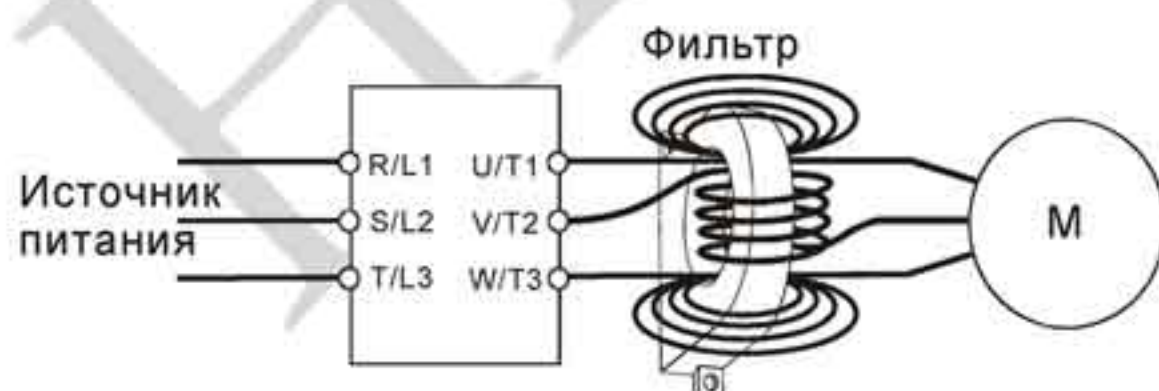 Фильтр
Источник
питания
R/L1 U/T1
S/L2 V/T2
T/L3 W/T3
M